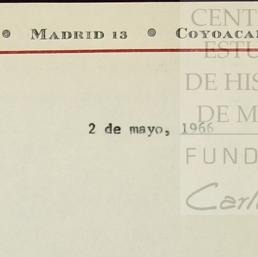 • MADRID 13 • COYOACA
2 de mayo, 1966
CENT
ESTU
DE HIS
DE M
FUND
Carl